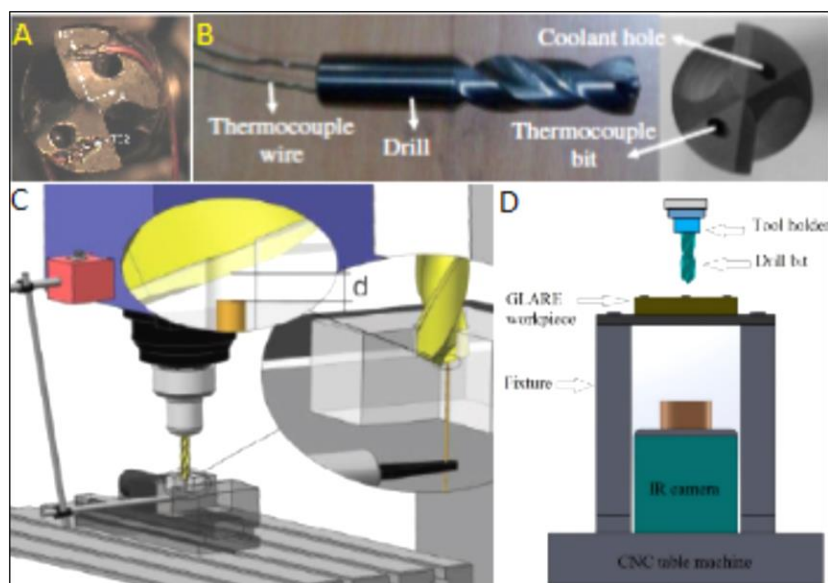 A
B
Coolant hole
Thermocouple
wire
Drill
Thermocouple
bit
C
d
D
Tool holder
Drill bit
GLARE
workpiece
Fixture
IR camera
CNC table machine